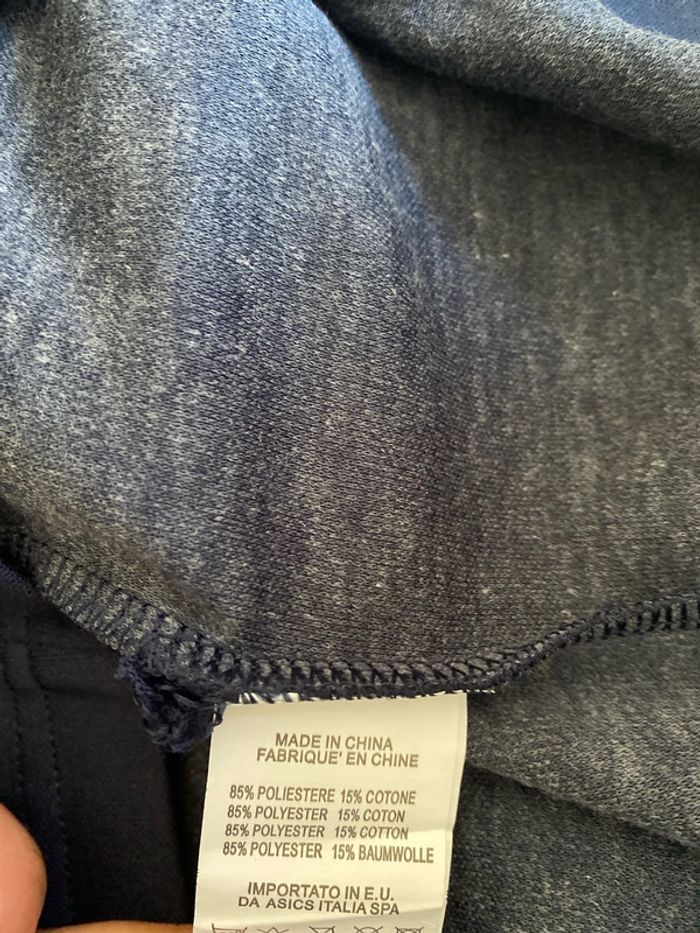 MADE IN CHINA
FABRIQUE' EN CHINE
85% POLIESTERE 15% COTONE
85% POLYESTER 15% COTON
85% POLYESTER 15% COTTON
85% POLYESTER 15% BAUMWOLLE
IMPORTATO IN E.U.
DA ASICS ITALIA SPA